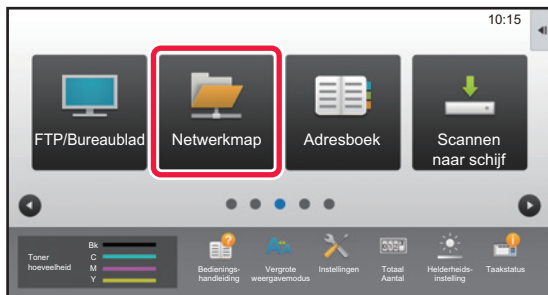 10:15
FTP/Bureaublad
Netwerkmap
Adresboek
Scannen
naar schijf
Toner
hoeveelheid
Bk
C
M
Y
Bedienings-
handleiding
Vergrote
weergavemodus
Instellingen
Totaal
Aantal
Helderheids-
instelling
Taakstatus